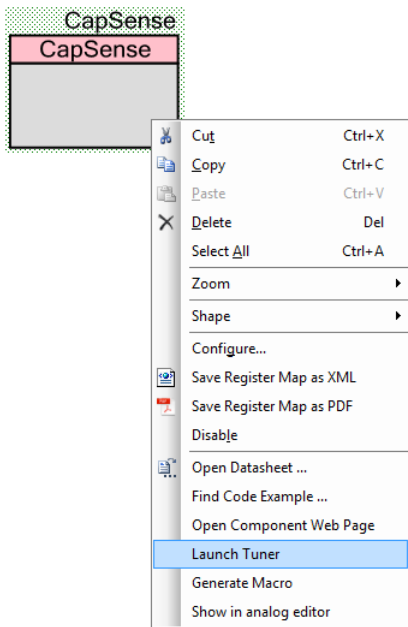 CapSense
CapSense
Cut Ctrl+X
Copy Ctrl+C
Paste Ctrl+V
Delete Del
Select All Ctrl+A
Zoom
Shape
Configure...
Save Register Map as XML
Save Register Map as PDF
Disable
Open Datasheet ...
Find Code Example ...
Open Component Web Page
Launch Tuner
Generate Macro
Show in analog editor